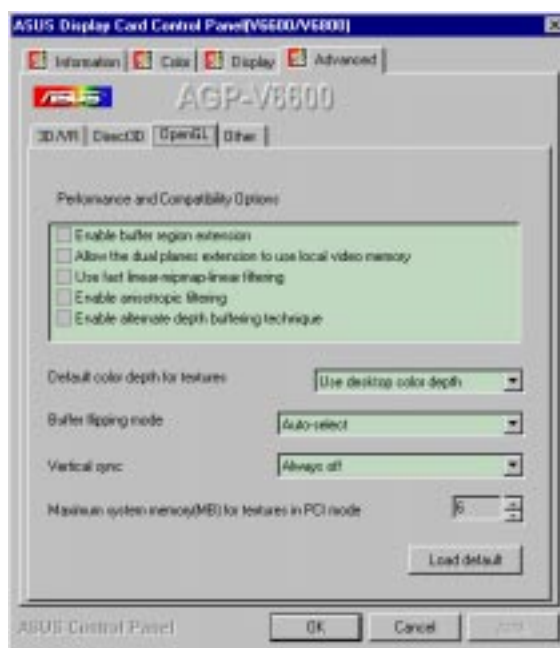 ASUS Display Card Control Panel(V6600/V6800)
Information Color Display Advanced
ASUS AGP-V6600
3D/VR Direct3D OpenGL Other
Performance and Compatibility Options
Enable buffer region extension
Allow the dual planes extension to use local video memory
Use fast linear-mipmap-linear filtering
Enable anisotropic filtering
Enable alternate depth buffering technique
Default color depth for textures Use desktop color depth
Buffer flipping mode Auto-select
Vertical sync Always off
Maximum system memory(MB) for textures in PCI mode 6
Load default
ASUS Control Panel OK Cancel